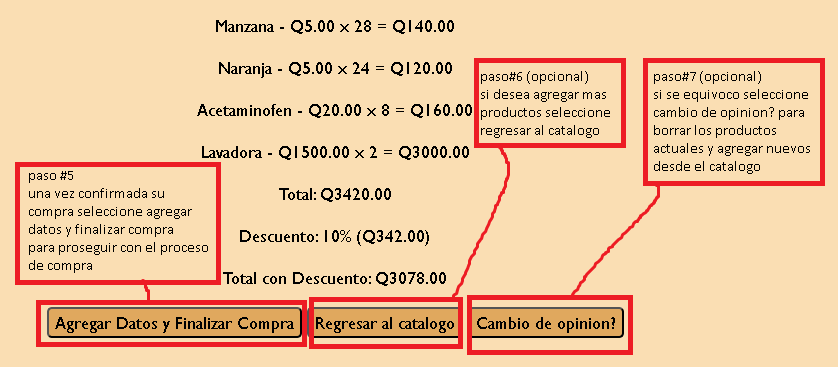 Manzana - Q5.00 x 28 = Q140.00
Naranja - Q5.00 x 24 = Q120.00
Acetaminofen - Q20.00 x 8 = Q160.00
Lavadora - Q1500.00 x 2 = Q3000.00
Total: Q3420.00
Descuento: 10% (Q342.00)
Total con Descuento: Q3078.00
paso #5
una vez confirmada su
compra seleccione agregar
datos y finalizar compra
para proseguir con el proceso
de compra
paso#6 (opcional)
si desea agregar mas
productos seleccione
regresar al catalogo
paso#7 (opcional)
si se equivoco seleccione
cambio de opinion? para
borrar los productos
actuales y agregar nuevos
desde el catalogo
Agregar Datos y Finalizar Compra
Regresar al catalogo
Cambio de opinion?